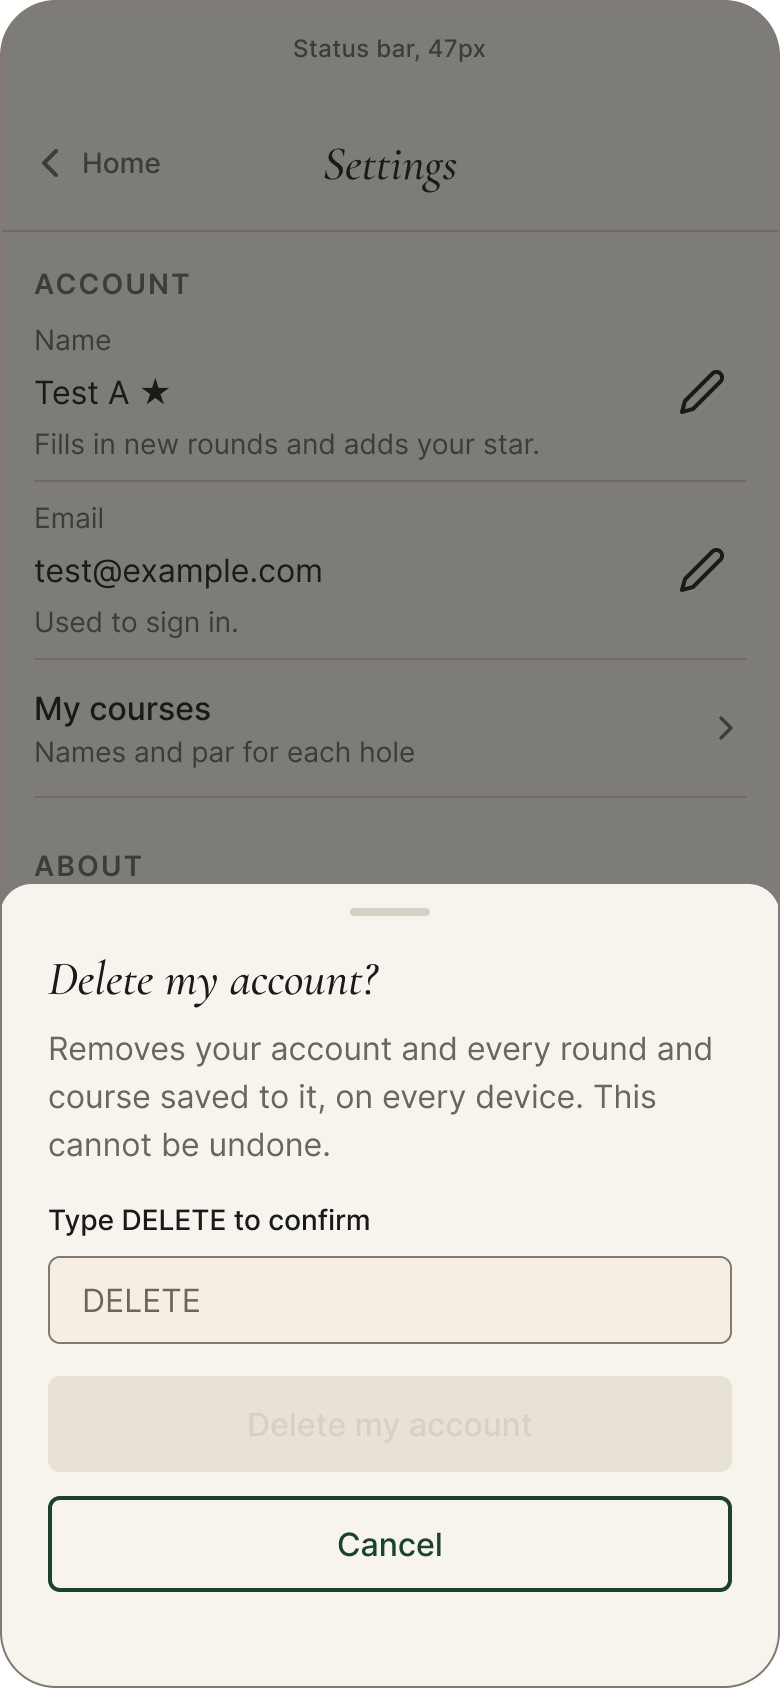 Status bar, 47px
Home
Settings
ACCOUNT
Name
Test A ★
Fills in new rounds and adds your star.
Email
test@example.com
Used to sign in.
My courses
Names and par for each hole
ABOUT
Delete my account?
Removes your account and every round and
course saved to it, on every device. This
cannot be undone.
Type DELETE to confirm
DELETE
Delete my account
Cancel